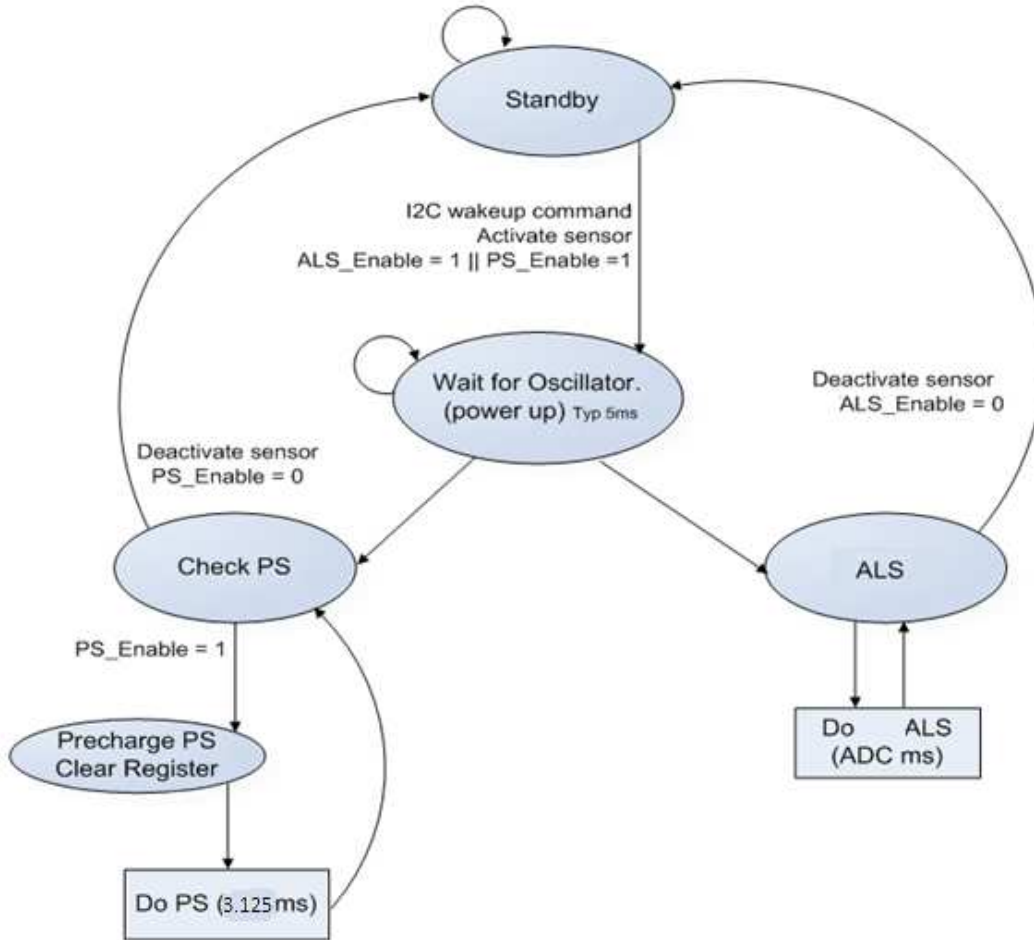 Standby
I2C wakeup command
Activate sensor
ALS_Enable = 1 || PS_Enable =1
Wait for Oscillator.
(power up) Typ 5ms
Deactivate sensor
ALS_Enable = 0
Deactivate sensor
PS_Enable = 0
Check PS
ALS
PS_Enable = 1
Precharge PS
Clear Register
Do ALS
(ADC ms)
Do PS (3.125 ms)